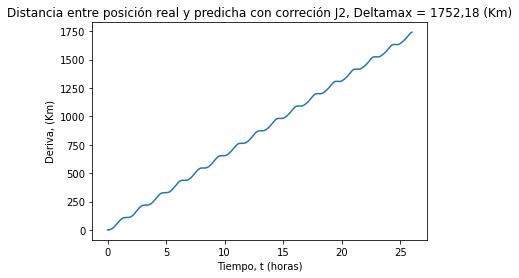 Distancia entre posición real y predicha con correción J2, Deltamax = 1752,18 (Km)
1750
1500
1250
1000
750
500
250
0
Deriva, (Km)
0 5 10 15 20 25
Tiempo, t (horas)